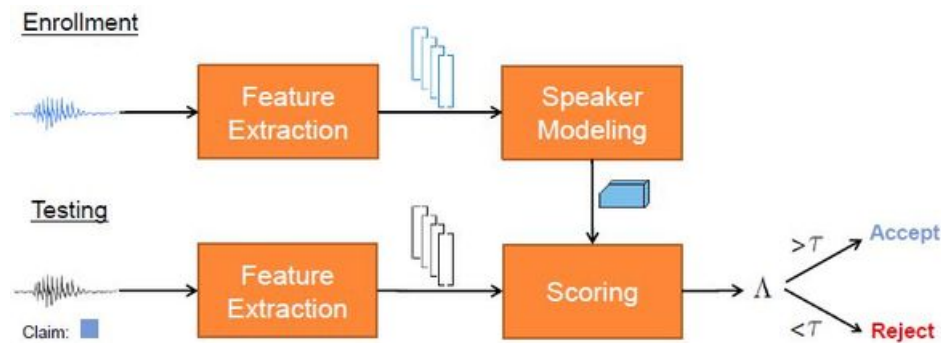 Enrollment
Feature
Extraction
Speaker
Modeling
Testing
Feature
Extraction
Scoring
Λ
>τ
Accept
<τ
Reject
Claim: